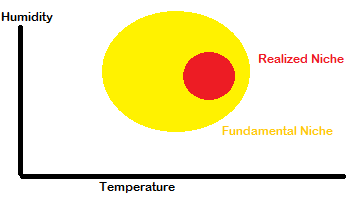 Humidity
Realized Niche
Fundamental Niche
Temperature